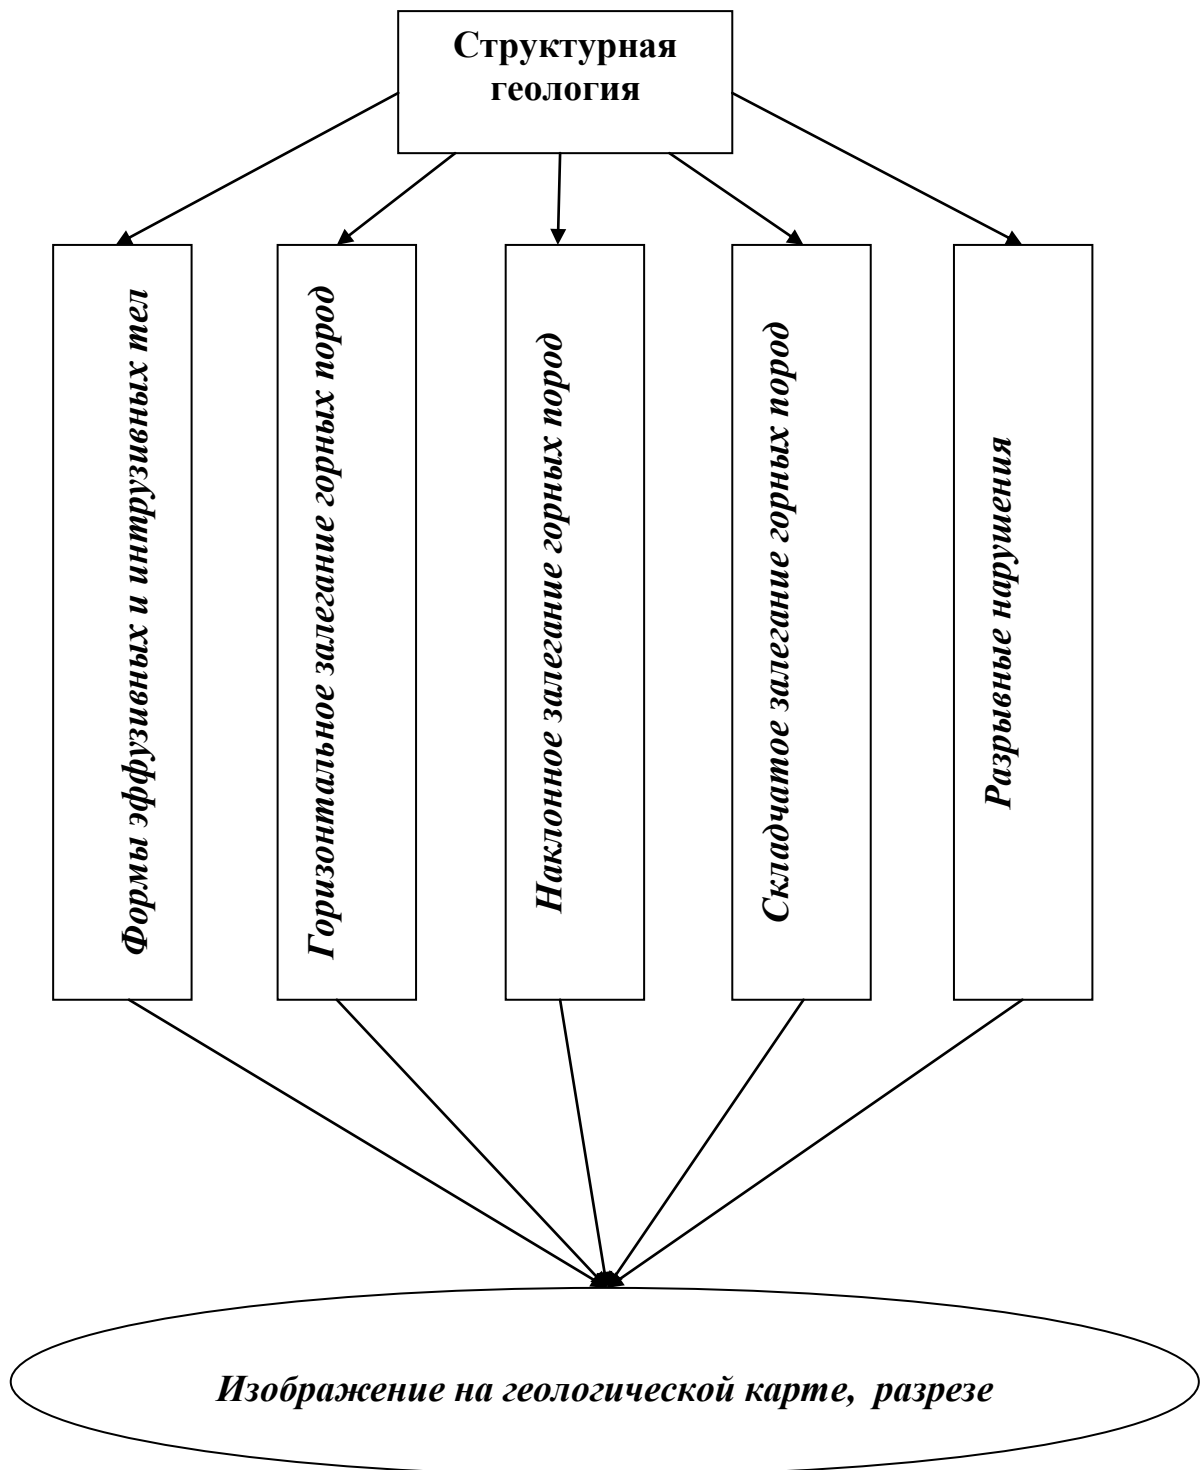 Структурная
геология
Формы эффузивных и интрузивных тел
Горизонтальное залегание горных пород
Наклонное залегание горных пород
Складчатое залегание горных пород
Разрывные нарушения
Изображение на геологической карте, разрезе